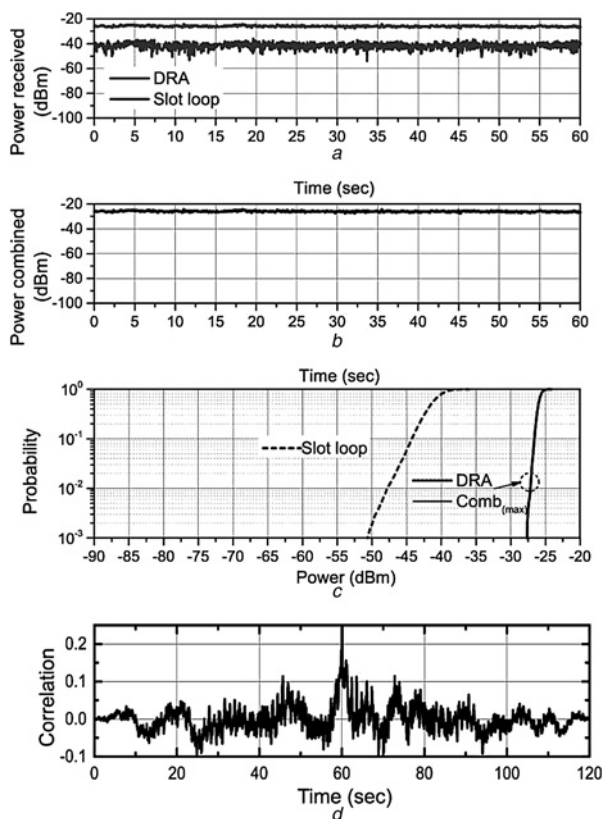 Power received
(dBm)
-20
-40
-60
-80
-100
DRA
Slot loop
0 5 10 15 20 25 30 35 40 45 50 55 60
a
Time (sec)
Power combined
(dBm)
-20
-40
-60
-80
-100
0 5 10 15 20 25 30 35 40 45 50 55 60
b
Time (sec)
Probability
10^0
10^-1
10^-2
10^-3
Slot loop
DRA
Comb(max)
-90 -85 -80 -75 -70 -65 -60 -55 -50 -45 -40 -35 -30 -25 -20
Power (dBm)
c
Correlation
0.2
0.1
0.0
-0.1
0 20 40 60 80 100 120
Time (sec)
d